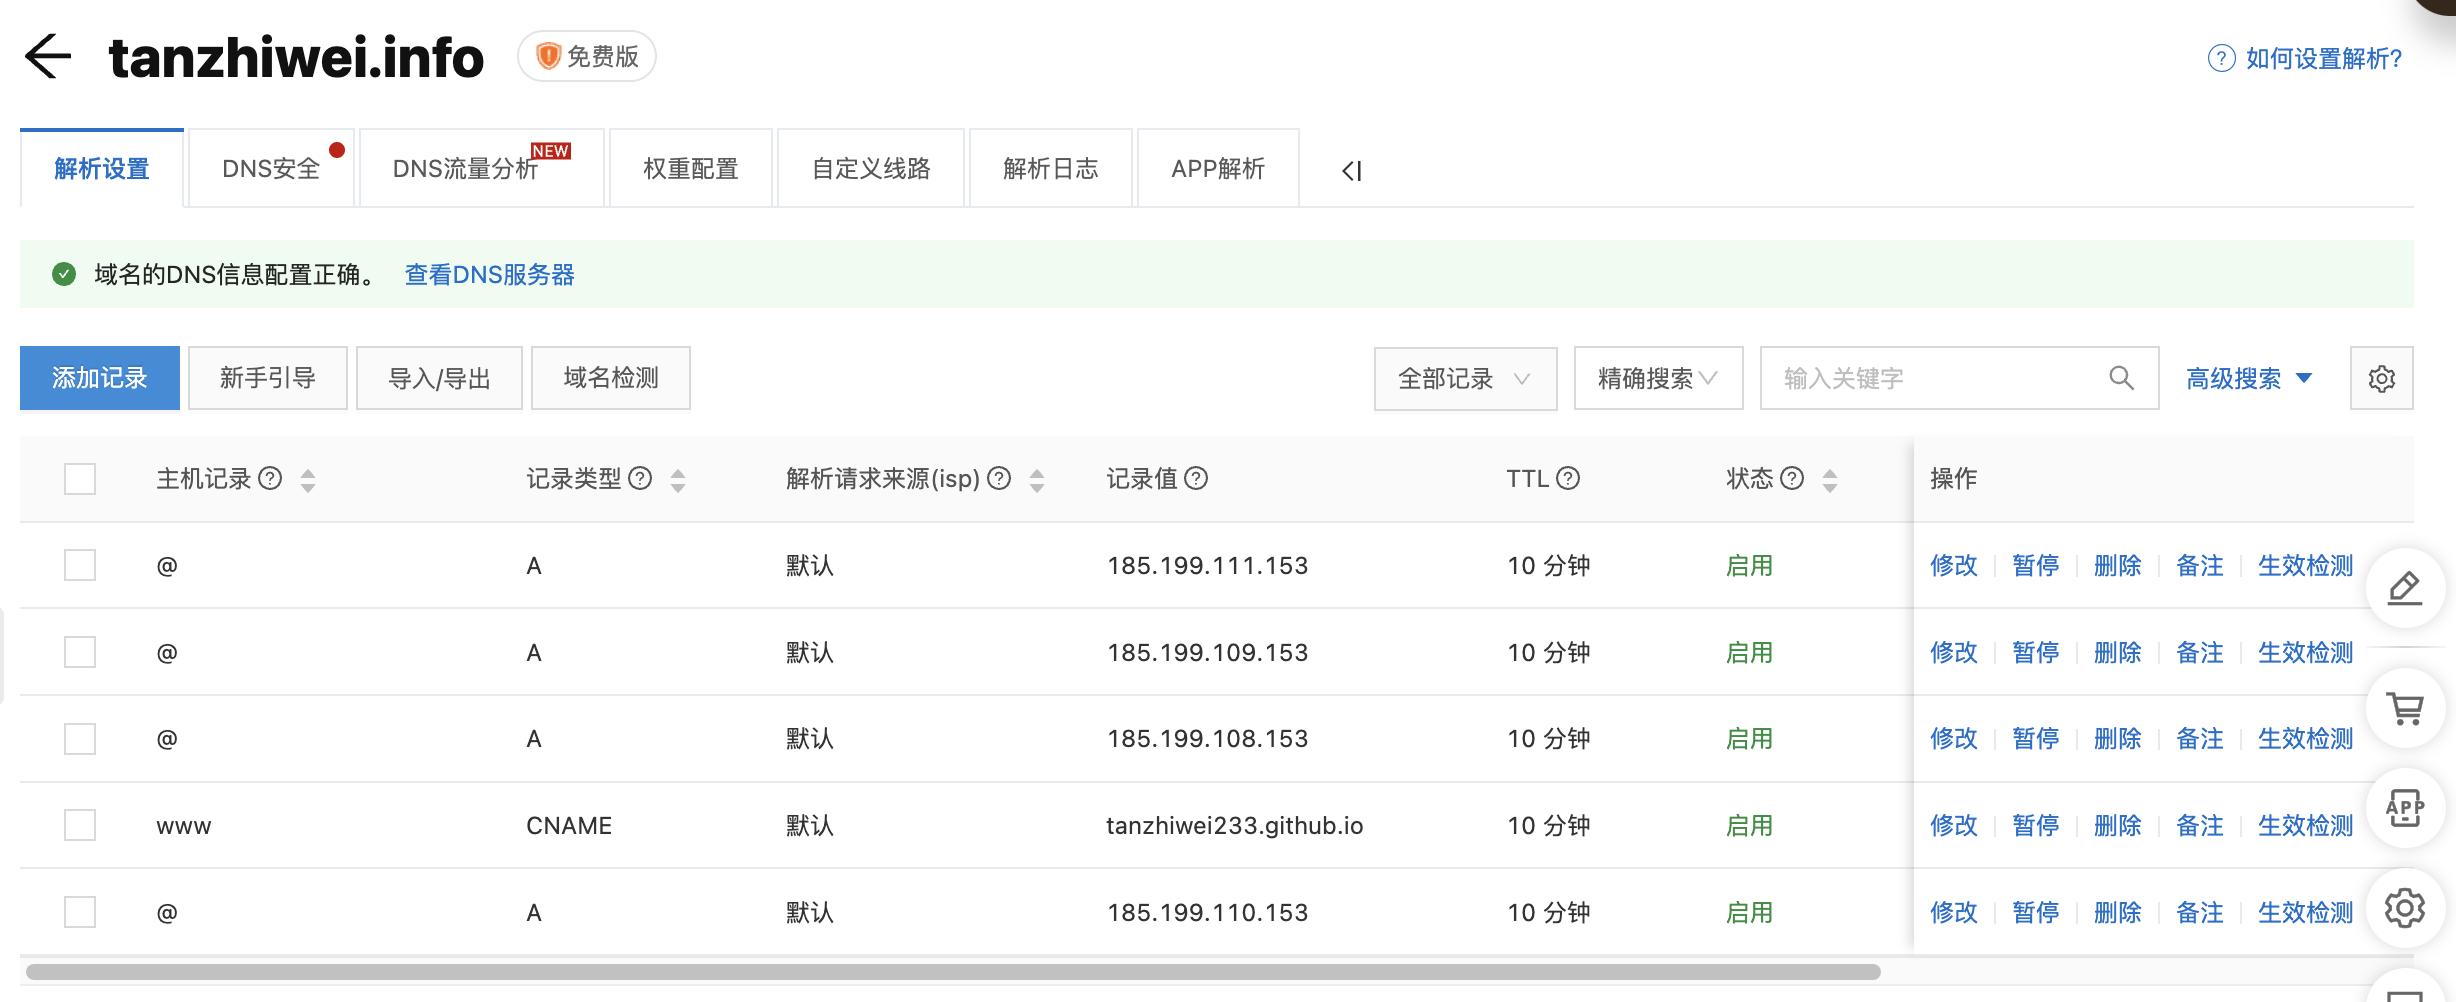 tanzhiwei.info 免费版
如何设置解析?
解析设置 DNS安全 DNS流量分析 NEW 权重配置 自定义线路 解析日志 APP解析
域名的DNS信息配置正确。 查看DNS服务器
添加记录 新手引导 导入/导出 域名检测 全部记录 精确搜索 输入关键字 高级搜索
主机记录 记录类型 解析请求来源(isp) 记录值 TTL 状态 操作
@ A 默认 185.199.111.153 10 分钟 启用 修改 暂停 删除 备注 生效检测
@ A 默认 185.199.109.153 10 分钟 启用 修改 暂停 删除 备注 生效检测
@ A 默认 185.199.108.153 10 分钟 启用 修改 暂停 删除 备注 生效检测
www CNAME 默认 tanzhiwei233.github.io 10 分钟 启用 修改 暂停 删除 备注 生效检测
APP
@ A 默认 185.199.110.153 10 分钟 启用 修改 暂停 删除 备注 生效检测